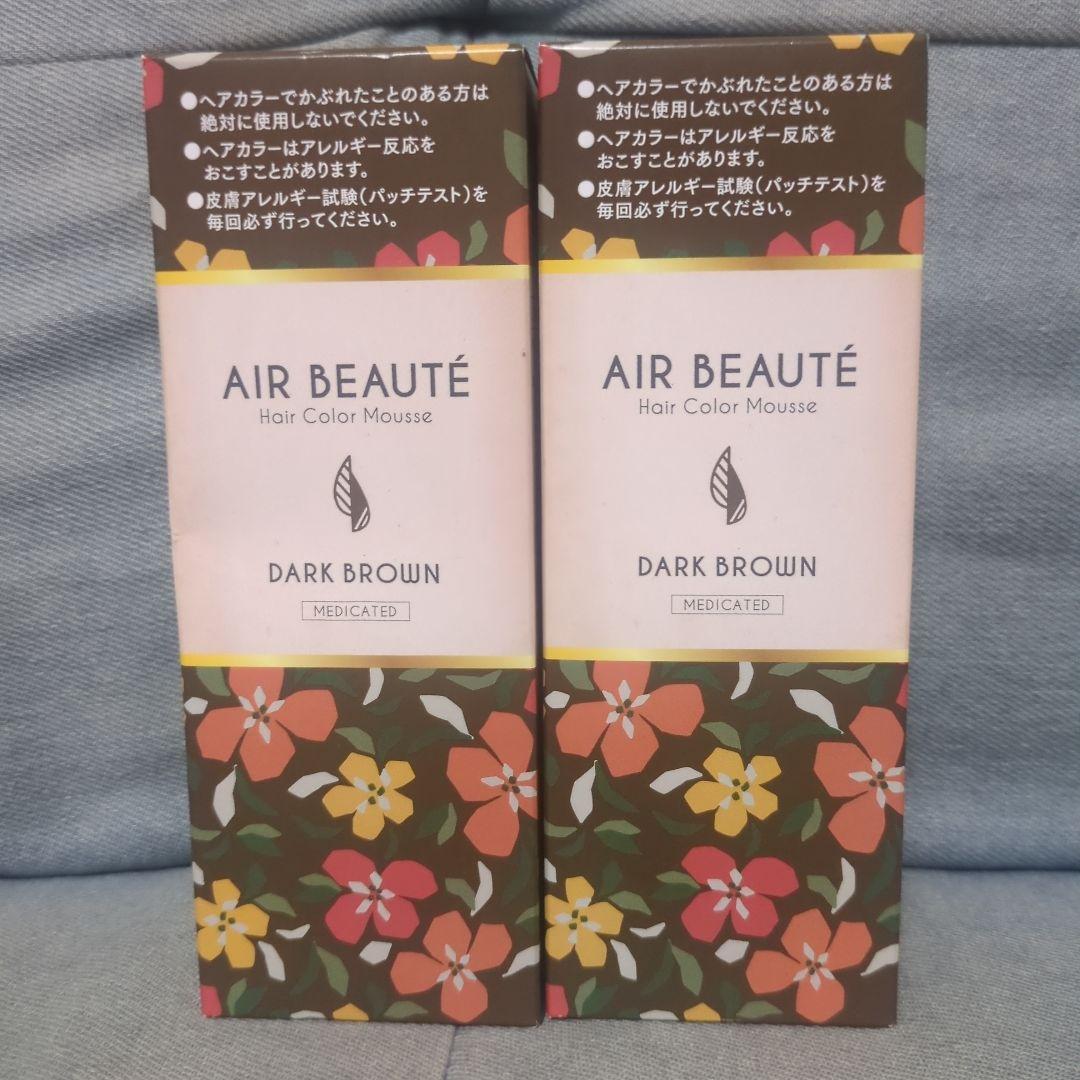 ●ヘアカラーでかぶれたことのある方は
絶対に使用しないでください。
●ヘアカラーはアレルギー反応を
おこすことがあります。
●皮膚アレルギー試験(パッチテスト)を
毎回必ず行ってください。
AIR BEAUTÉ
Hair Color Mousse
DARK BROWN
MEDICATED
●ヘアカラーでかぶれたことのある方は
絶対に使用しないでください。
●ヘアカラーはアレルギー反応を
おこすことがあります。
●皮膚アレルギー試験(パッチテスト)を
毎回必ず行ってください。
AIR BEAUTÉ
Hair Color Mousse
DARK BROWN
MEDICATED